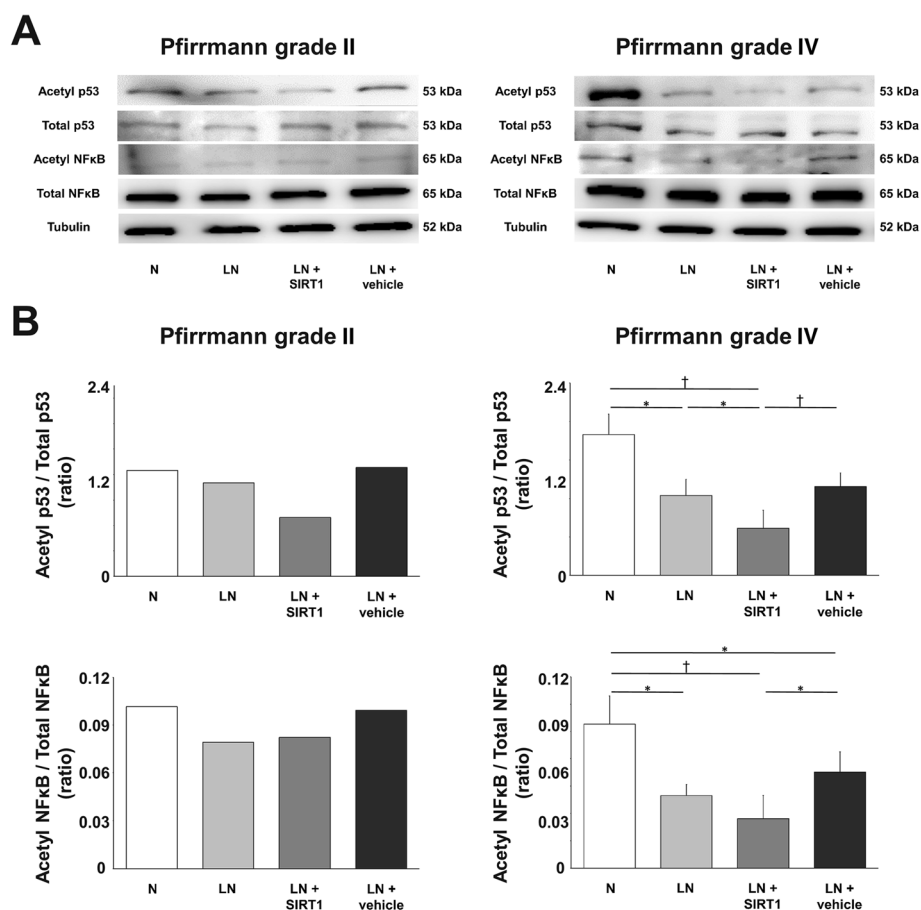 A
Pfirrmann grade II
Acetyl p53
53 kDa
Total p53
53 kDa
Acetyl NFκB
65 kDa
Total NFκB
65 kDa
Tubulin
52 kDa
N
LN
LN +
SIRT1
LN +
vehicle
Pfirrmann grade IV
Acetyl p53
53 kDa
Total p53
53 kDa
Acetyl NFκB
65 kDa
Total NFκB
65 kDa
Tubulin
52 kDa
N
LN
LN +
SIRT1
LN +
vehicle
B
Pfirrmann grade II
Acetyl p53 / Total p53
(ratio)
2.4
1.2
0
N
LN
LN +
SIRT1
LN +
vehicle
Pfirrmann grade IV
Acetyl p53 / Total p53
(ratio)
2.4
1.2
0
†
*
*
†
N
LN
LN +
SIRT1
LN +
vehicle
Acetyl NFκB / Total NFκB
(ratio)
0.12
0.09
0.06
0.03
0
N
LN
LN +
SIRT1
LN +
vehicle
Acetyl NFκB / Total NFκB
(ratio)
0.12
0.09
0.06
0.03
0
*
†
*
*
N
LN
LN +
SIRT1
LN +
vehicle